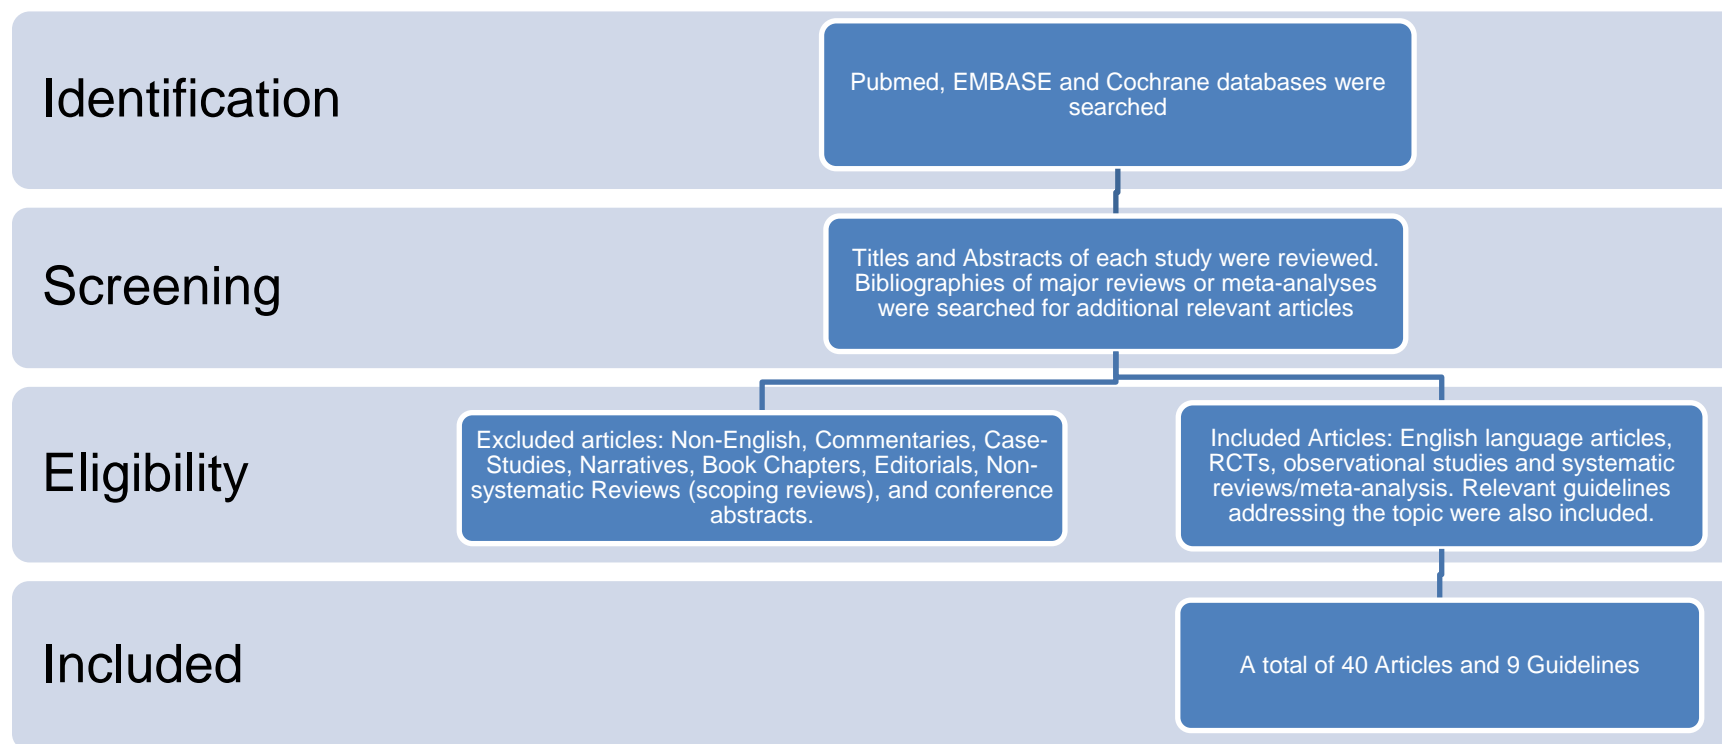 Identification
Pubmed, EMBASE and Cochrane databases were
searched
Screening
Titles and Abstracts of each study were reviewed.
Bibliographies of major reviews or meta-analyses
were searched for additional relevant articles
Eligibility
Excluded articles: Non-English, Commentaries, Case-
Studies, Narratives, Book Chapters, Editorials, Non-
systematic Reviews (scoping reviews), and conference
abstracts.
Included Articles: English language articles,
RCTs, observational studies and systematic
reviews/meta-analysis. Relevant guidelines
addressing the topic were also included.
Included
A total of 40 Articles and 9 Guidelines